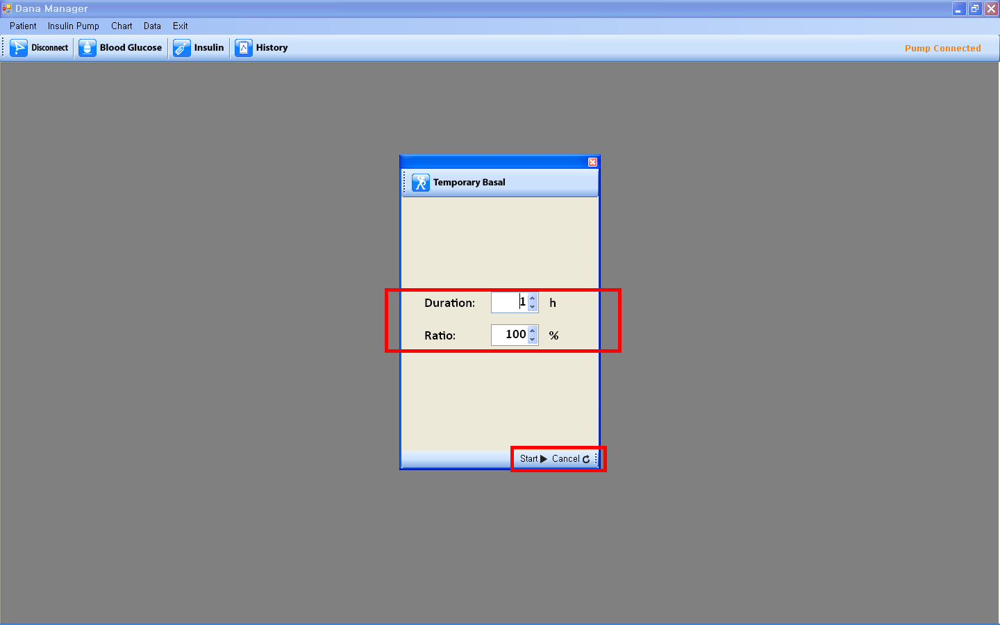 Dana Manager
Patient Insulin Pump Chart Data Exit
Disconnect Blood Glucose Insulin History Pump Connected
Temporary Basal
Duration: 1 h
Ratio: 100 %
Start Cancel